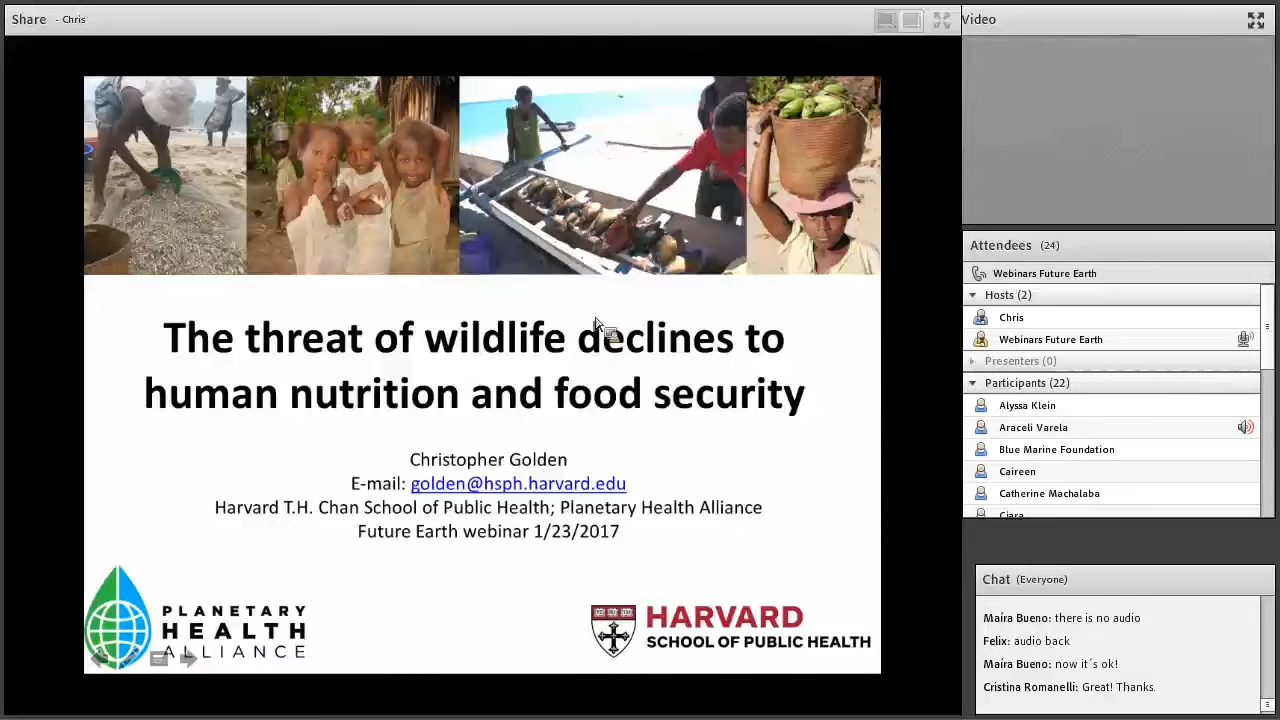 Share - Chris
The threat of wildlife declines to
human nutrition and food security
Christopher Golden
E-mail: golden@hsph.harvard.edu
Harvard T.H. Chan School of Public Health; Planetary Health Alliance
Future Earth webinar 1/23/2017
PLANETARY
HEALTH
ALLIANCE
HARVARD
SCHOOL OF PUBLIC HEALTH
Video
Attendees (24)
Webinars Future Earth
Hosts (2)
Chris
Webinars Future Earth
Presenters (0)
Participants (22)
Alyssa Klein
Araceli Varela
Blue Marine Foundation
Caireen
Catherine Machalaba
Ciara
Chat (Everyone)
Maíra Bueno: there is no audio
Felix: audio back
Maíra Bueno: now it´s ok!
Cristina Romanelli: Great! Thanks.